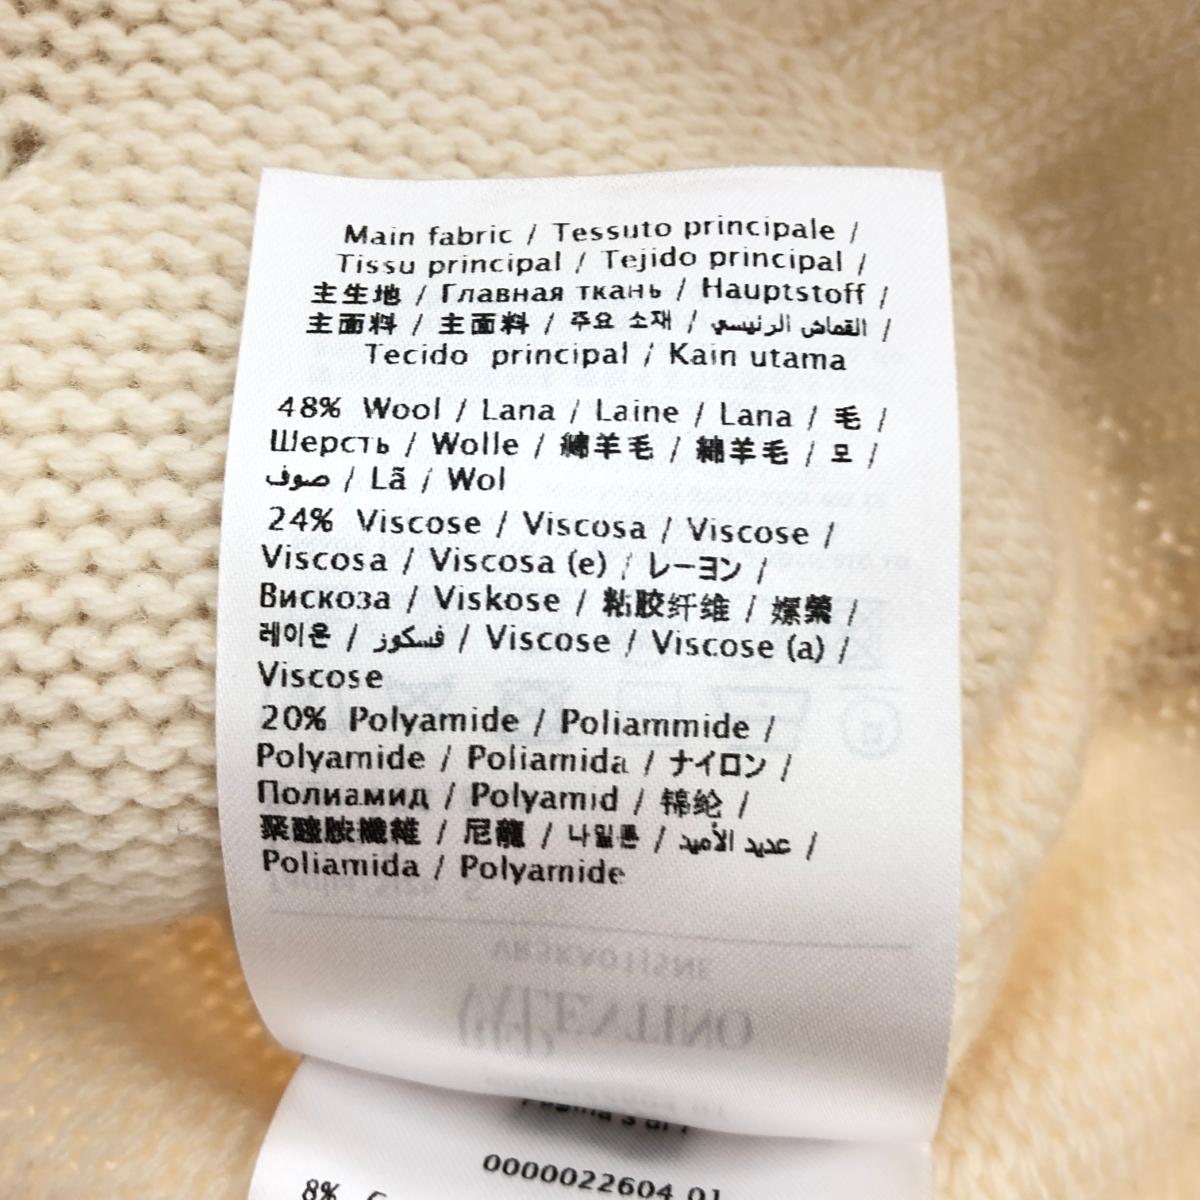 Main fabric / Tessuto principale /
Tissu principal / Tejido principal /
主生地 / Главная ткань / Hauptstoff /
主面料 / 主面料 / 주요 소재 / القماش الرئيسي /
Tecido principal / Kain utama
48% Wool / Lana / Laine / Lana / 毛 /
Шерсть / Wolle / 綿羊毛 / 綿羊毛 / 모 /
صوف / Lã / Wol
24% Viscose / Viscosa / Viscose /
Viscosa / Viscosa (e) / レーヨン /
Вискоза / Viskose / 粘胶纤维 / 嫘縈 /
레이온 / فسكوز / Viscose / Viscose (a) /
Viscose
20% Polyamide / Poliammide /
Polyamide / Poliamida / ナイロン /
Полиамид / Polyamid / 锦纶 /
聚醯胺纖維 / 尼龍 / 나일론 / عديد الأميد /
Poliamida / Polyamide
VALENTINO
0000022604 01
8%